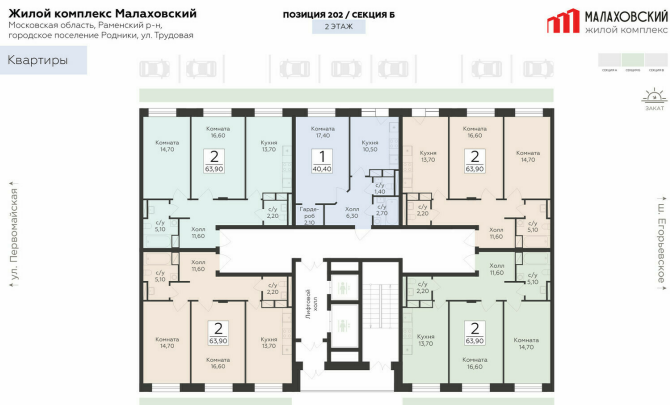 Жилой комплекс Малаховский
Московская область, Раменский р-н,
городское поселение Родники, ул. Трудовая
ПОЗИЦИЯ 202 / СЕКЦИЯ Б
2 ЭТАЖ
МАЛАХОВСКИЙ
жилой комплекс
Квартиры
СЕКЦИЯ В
ЗАКАТ
ул. Первомайская
ш. Егорьевское
Комната
14,70
Комната
16,60
Кухня
13,70
2
63,90
с/у
5,10
Холл
11,60
с/у
2,20
Комната
17,40
Кухня
10,50
1
40,40
с/у
1,40
Гарде-
роб
2,10
Холл
6,30
с/у
2,70
Кухня
13,70
Комната
16,60
Комната
14,70
2
63,90
с/у
2,20
Холл
11,60
с/у
5,10
с/у
5,10
Холл
11,60
с/у
2,20
Комната
14,70
2
63,90
Комната
16,60
Кухня
13,70
Лифтовой
холл
Холл
11,60
с/у
5,10
с/у
2,20
Кухня
13,70
2
63,90
Комната
16,60
Комната
14,70